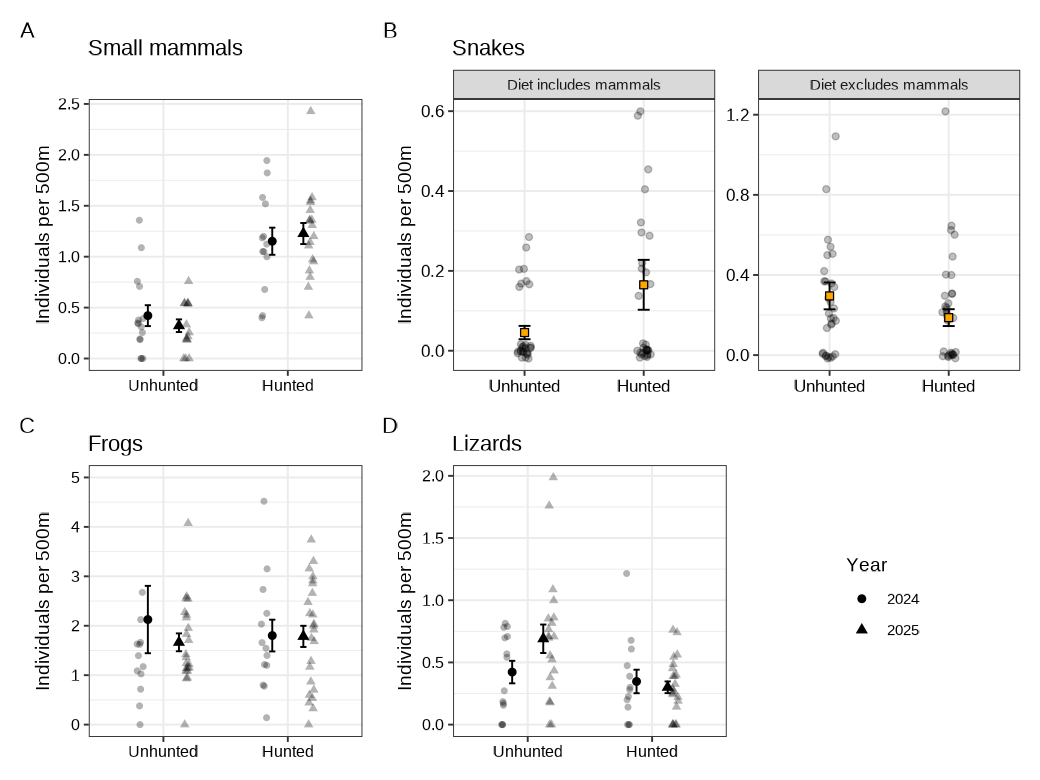 A
Small mammals
Individuals per 500m
2.5
2.0
1.5
1.0
0.5
0.0
Unhunted Hunted
B
Snakes
Diet includes mammals
Individuals per 500m
0.6
0.4
0.2
0.0
Unhunted Hunted
Diet excludes mammals
1.2
0.8
0.4
0.0
Unhunted Hunted
C
Frogs
Individuals per 500m
5
4
3
2
1
0
Unhunted Hunted
D
Lizards
Individuals per 500m
2.0
1.5
1.0
0.5
0.0
Unhunted Hunted
Year
2024
2025